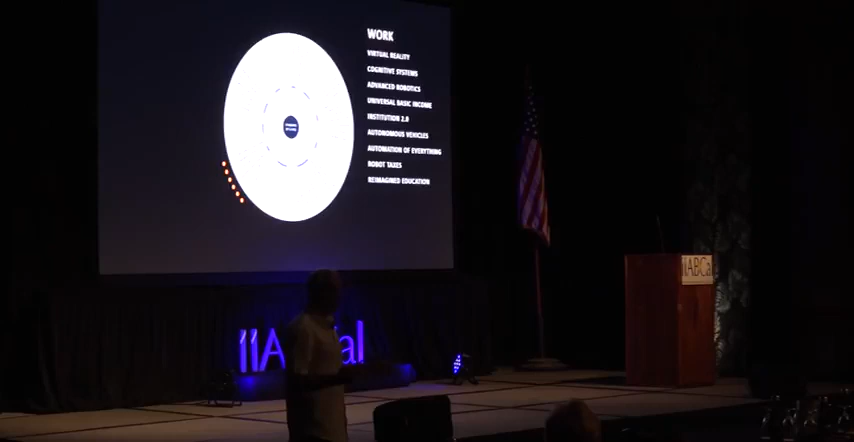 WORK
VIRTUAL REALITY
COGNITIVE SYSTEMS
ADVANCED ROBOTICS
UNIVERSAL BASIC INCOME
INSTITUTION 2.0
AUTONOMOUS VEHICLES
AUTOMATION OF EVERYTHING
ROBOT TAXES
REIMAGINED EDUCATION
iiABCal